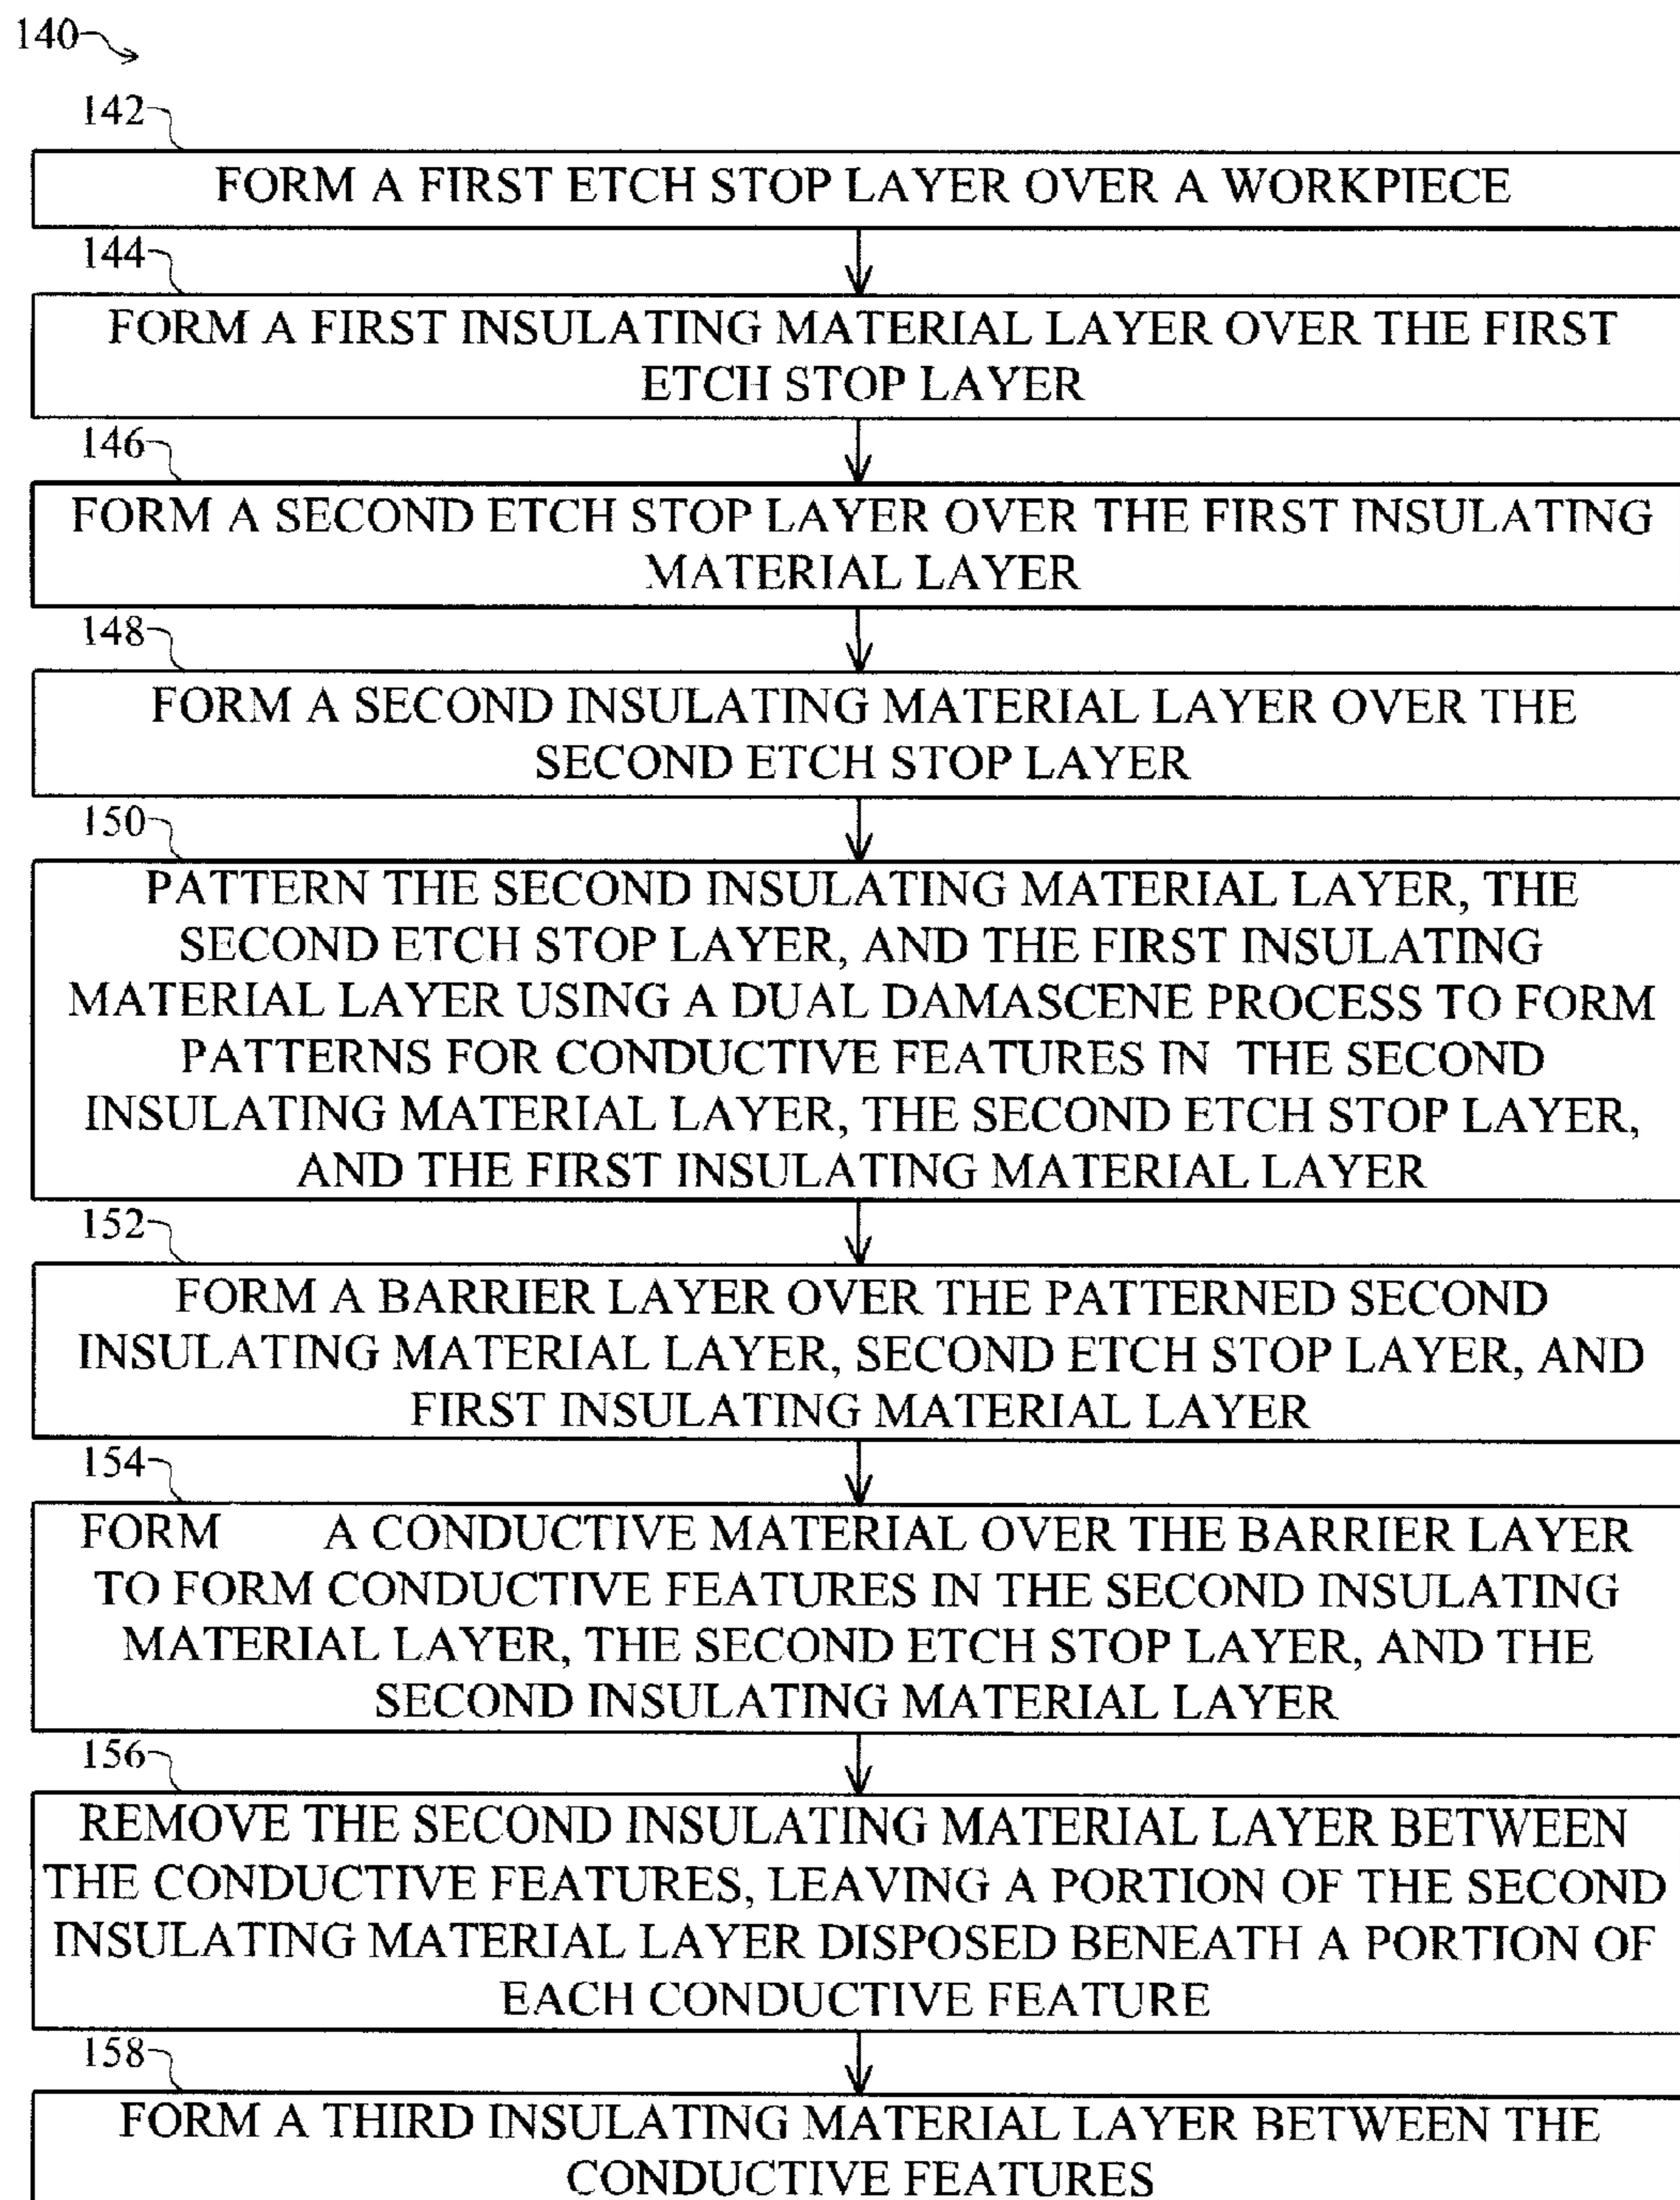 140
142
FORM A FIRST ETCH STOP LAYER OVER A WORKPIECE
144
FORM A FIRST INSULATING MATERIAL LAYER OVER THE FIRST
ETCH STOP LAYER
146
FORM A SECOND ETCH STOP LAYER OVER THE FIRST INSULATING
MATERIAL LAYER
148
FORM A SECOND INSULATING MATERIAL LAYER OVER THE
SECOND ETCH STOP LAYER
150
PATTERN THE SECOND INSULATING MATERIAL LAYER, THE
SECOND ETCH STOP LAYER, AND THE FIRST INSULATING
MATERIAL LAYER USING A DUAL DAMASCENE PROCESS TO FORM
PATTERNS FOR CONDUCTIVE FEATURES IN THE SECOND
INSULATING MATERIAL LAYER, THE SECOND ETCH STOP LAYER,
AND THE FIRST INSULATING MATERIAL LAYER
152
FORM A BARRIER LAYER OVER THE PATTERNED SECOND
INSULATING MATERIAL LAYER, SECOND ETCH STOP LAYER, AND
FIRST INSULATING MATERIAL LAYER
154
FORM A CONDUCTIVE MATERIAL OVER THE BARRIER LAYER
TO FORM CONDUCTIVE FEATURES IN THE SECOND INSULATING
MATERIAL LAYER, THE SECOND ETCH STOP LAYER, AND THE
SECOND INSULATING MATERIAL LAYER
156
REMOVE THE SECOND INSULATING MATERIAL LAYER BETWEEN
THE CONDUCTIVE FEATURES, LEAVING A PORTION OF THE SECOND
INSULATING MATERIAL LAYER DISPOSED BENEATH A PORTION OF
EACH CONDUCTIVE FEATURE
158
FORM A THIRD INSULATING MATERIAL LAYER BETWEEN THE
CONDUCTIVE FEATURES